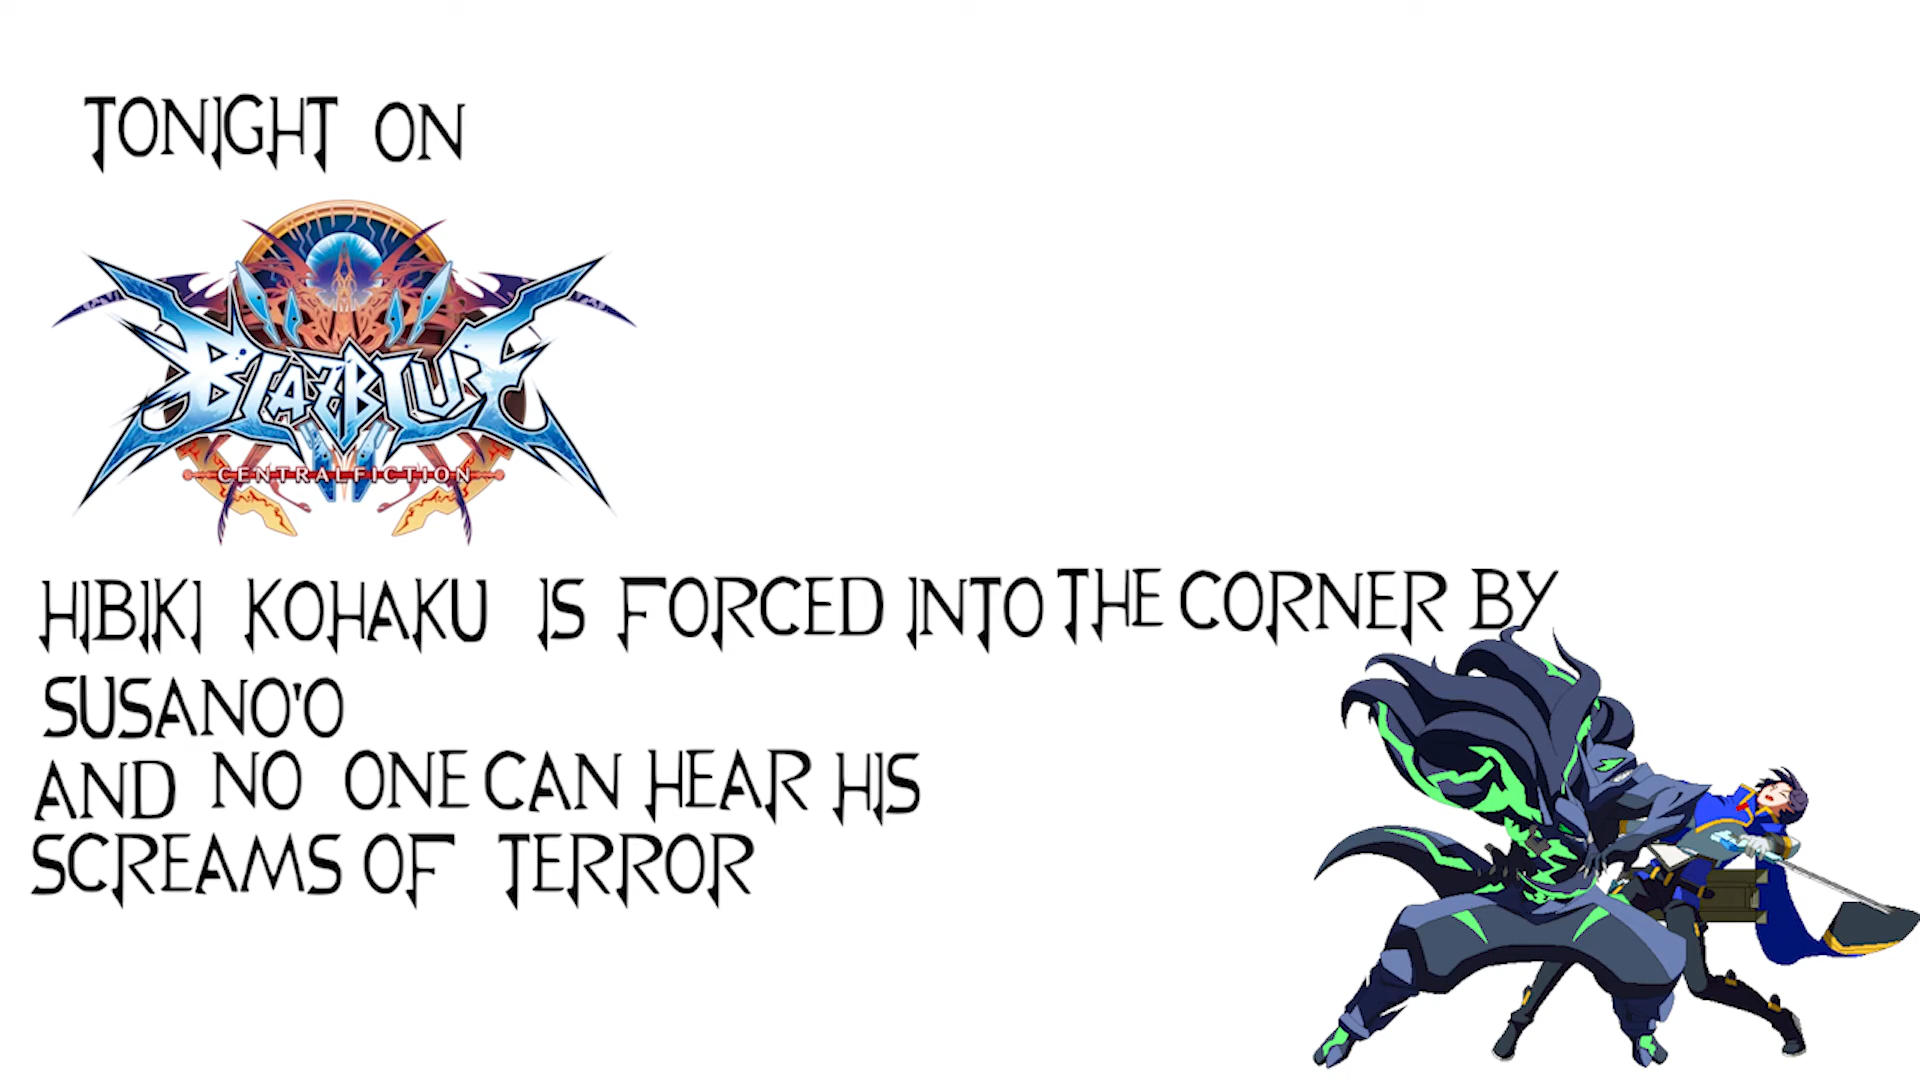 TONIGHT ON
BLAZBLUE
CENTRALFICTION
HIBIKI KOHAKU IS FORCED INTO THE CORNER BY
SUSANO'O
AND NO ONE CAN HEAR HIS
SCREAMS OF TERROR